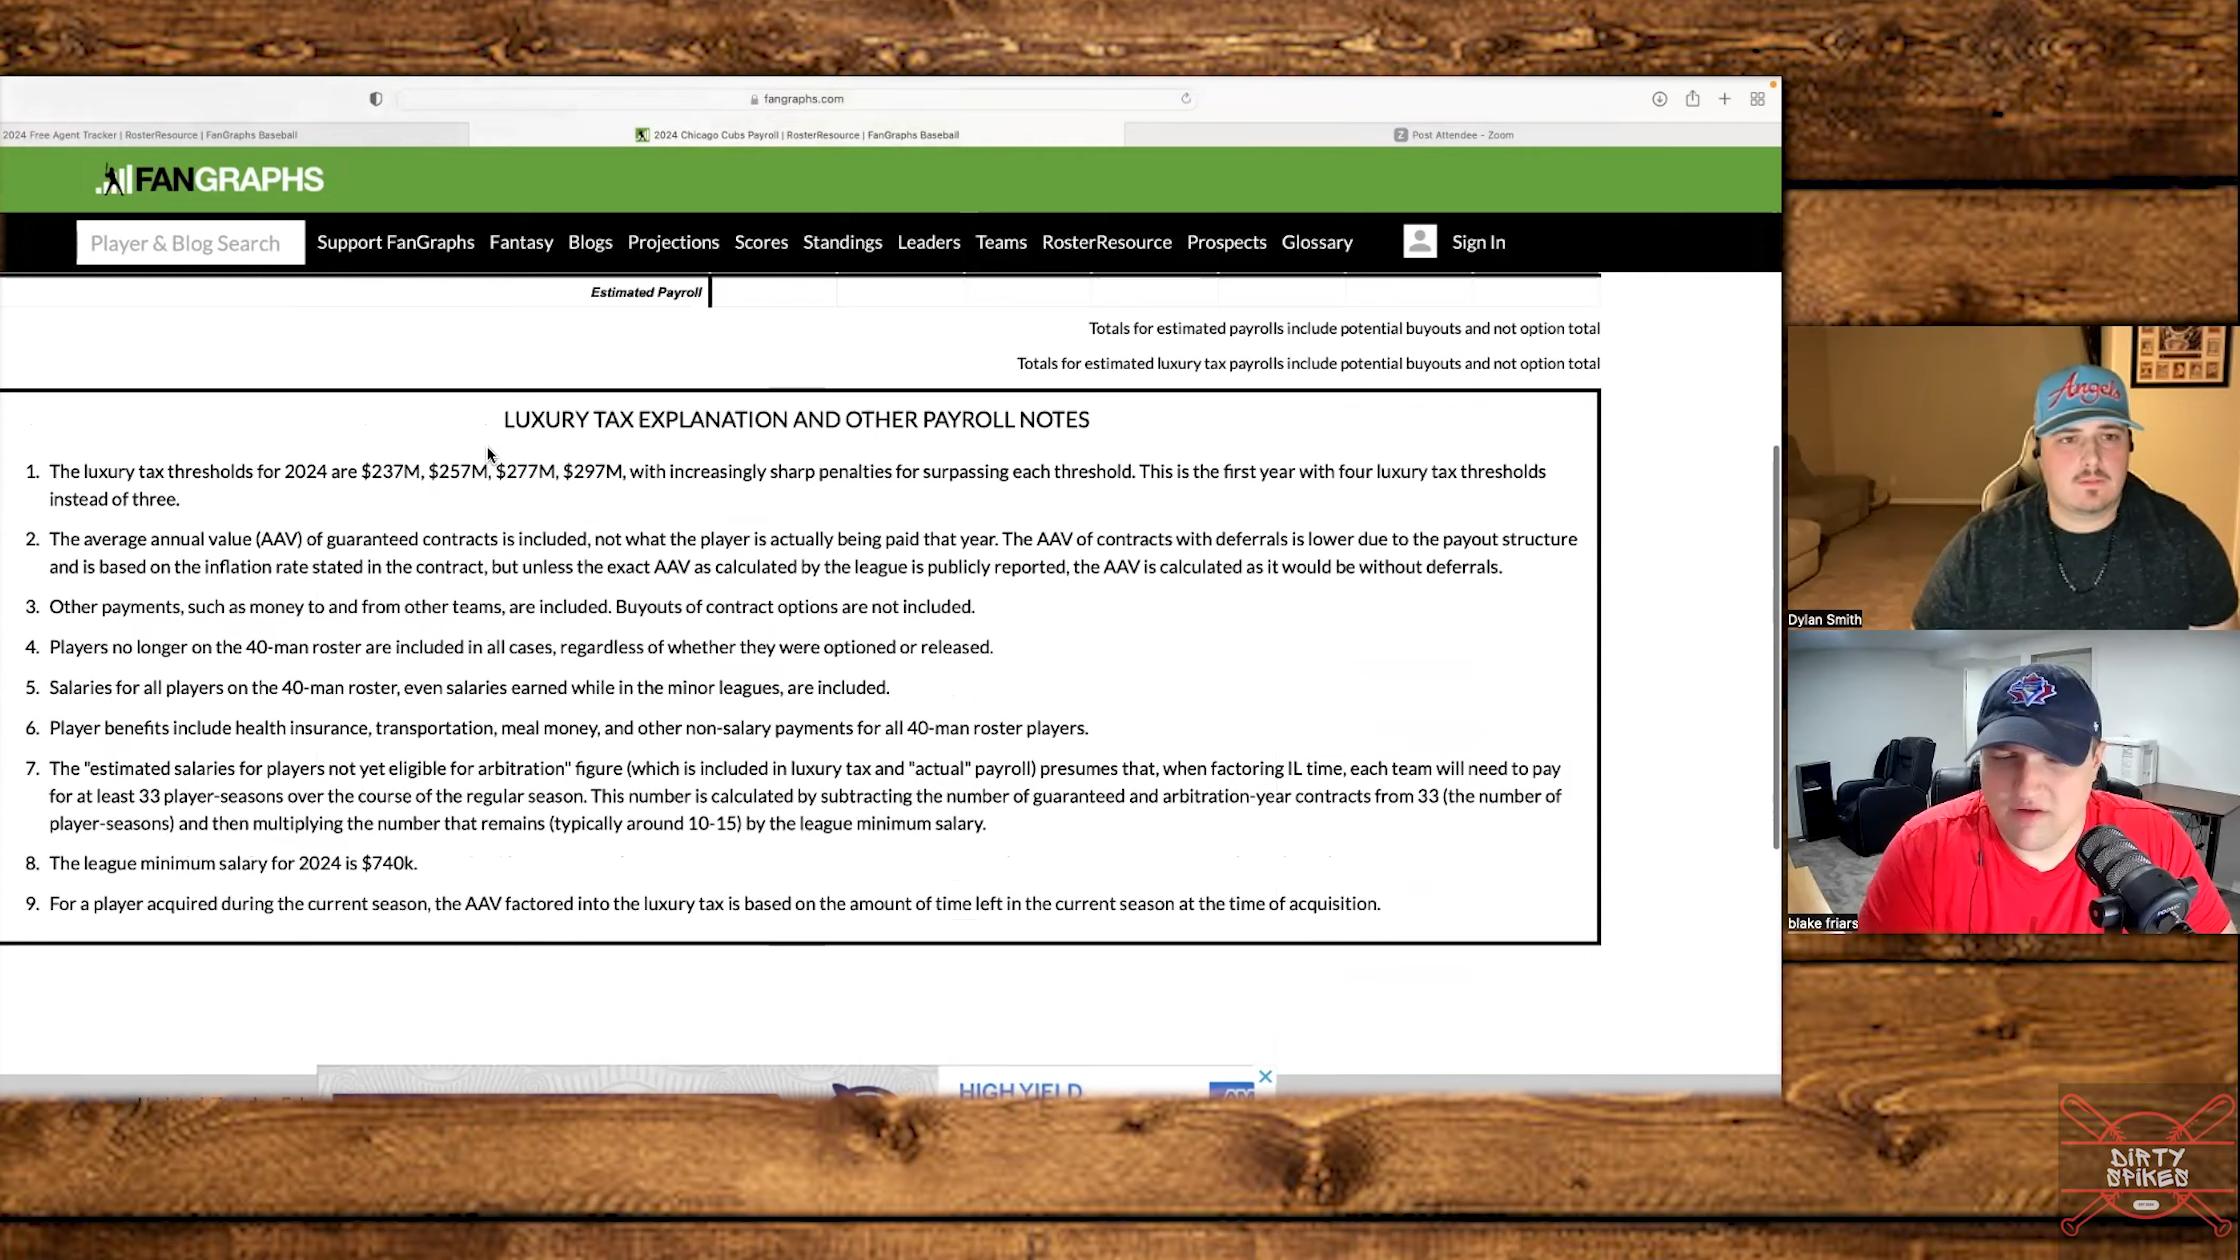 fangraphs.com
2024 Free Agent Tracker | RosterResource | FanGraphs Baseball
2024 Chicago Cubs Payroll | RosterResource | FanGraphs Baseball
Z Post Attendee - Zoom
FANGRAPHS
Player & Blog Search
Support FanGraphs Fantasy Blogs Projections Scores Standings Leaders Teams RosterResource Prospects Glossary Sign In
Estimated Payroll
Totals for estimated payrolls include potential buyouts and not option total
Totals for estimated luxury tax payrolls include potential buyouts and not option total
LUXURY TAX EXPLANATION AND OTHER PAYROLL NOTES
1. The luxury tax thresholds for 2024 are $237M, $257M, $277M, $297M, with increasingly sharp penalties for surpassing each threshold. This is the first year with four luxury tax thresholds
instead of three.
2. The average annual value (AAV) of guaranteed contracts is included, not what the player is actually being paid that year. The AAV of contracts with deferrals is lower due to the payout structure
and is based on the inflation rate stated in the contract, but unless the exact AAV as calculated by the league is publicly reported, the AAV is calculated as it would be without deferrals.
3. Other payments, such as money to and from other teams, are included. Buyouts of contract options are not included.
4. Players no longer on the 40-man roster are included in all cases, regardless of whether they were optioned or released.
5. Salaries for all players on the 40-man roster, even salaries earned while in the minor leagues, are included.
6. Player benefits include health insurance, transportation, meal money, and other non-salary payments for all 40-man roster players.
7. The "estimated salaries for players not yet eligible for arbitration" figure (which is included in luxury tax and "actual" payroll) presumes that, when factoring IL time, each team will need to pay
for at least 33 player-seasons over the course of the regular season. This number is calculated by subtracting the number of guaranteed and arbitration-year contracts from 33 (the number of
player-seasons) and then multiplying the number that remains (typically around 10-15) by the league minimum salary.
8. The league minimum salary for 2024 is $740k.
9. For a player acquired during the current season, the AAV factored into the luxury tax is based on the amount of time left in the current season at the time of acquisition.
HIGH YIELD
Angels
Dylan Smith
blake friars
DIRTY
SPIKES